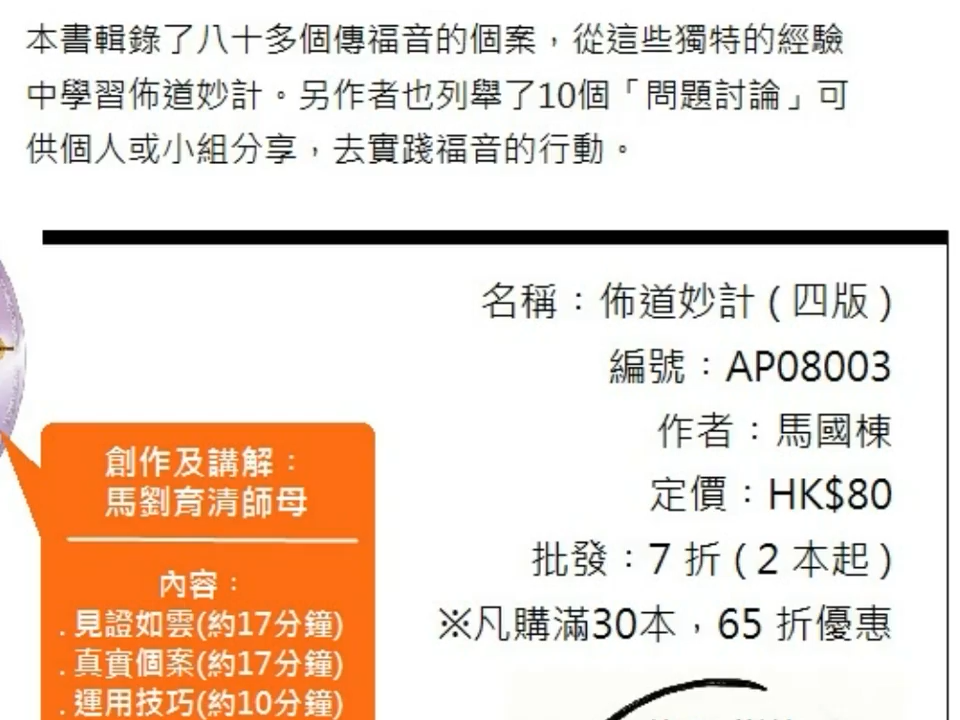 本書輯錄了八十多個傳福音的個案，從這些獨特的經驗
中學習佈道妙計。另作者也列舉了10個「問題討論」可
供個人或小組分享，去實踐福音的行動。
名稱：佈道妙計 ( 四版 )
編號：AP08003
作者：馬國棟
定價：HK$80
批發：7 折 ( 2 本起 )
※凡購滿30本，65 折優惠
創作及講解：
馬劉育清師母
內容：
. 見證如雲(約17分鐘)
. 真實個案(約17分鐘)
. 運用技巧(約10分鐘)